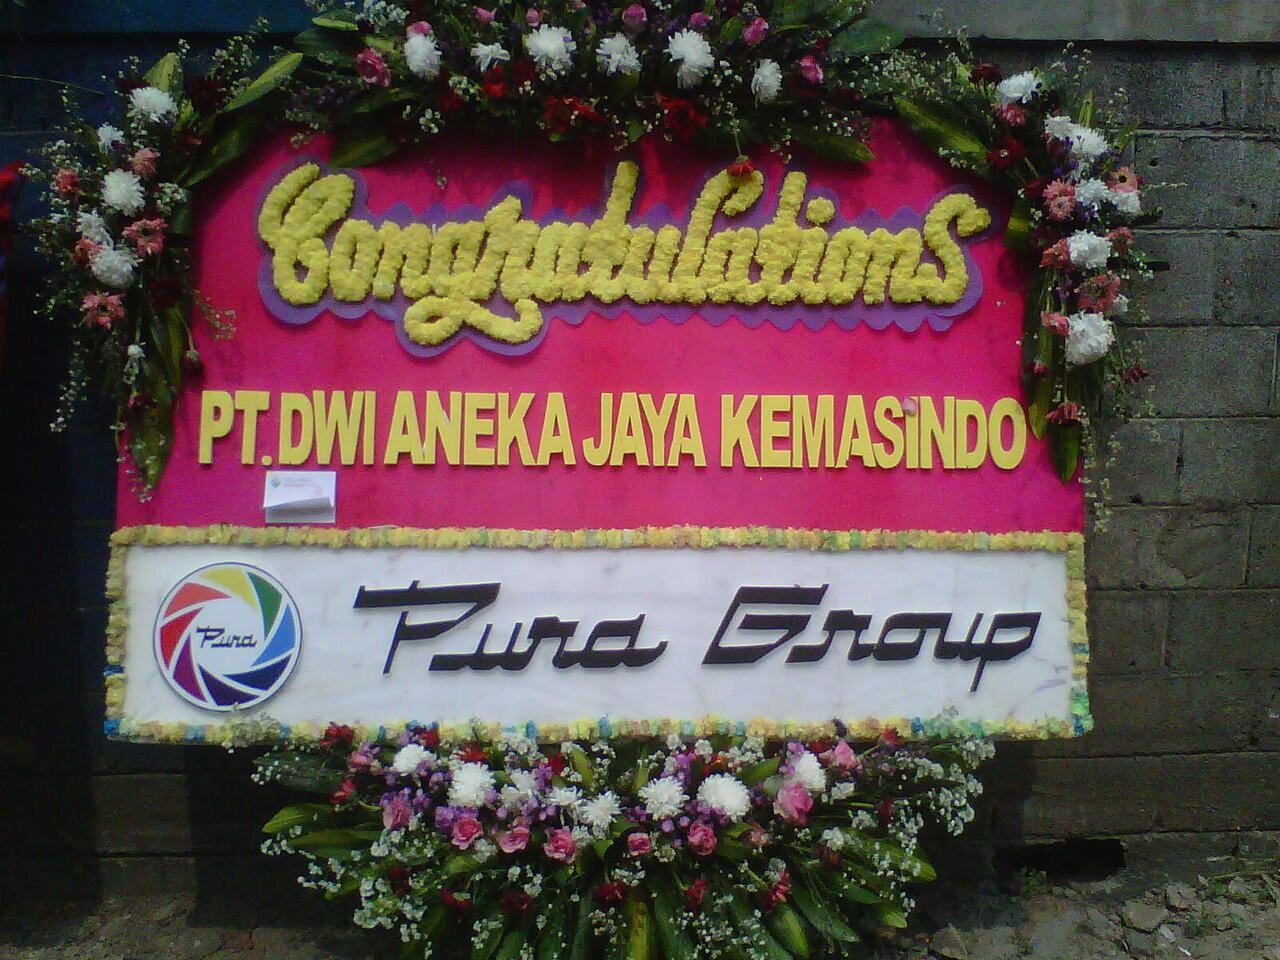 Congratulations
PT.DWI ANEKA JAYA KEMASiNDO
Pura
Pura Group